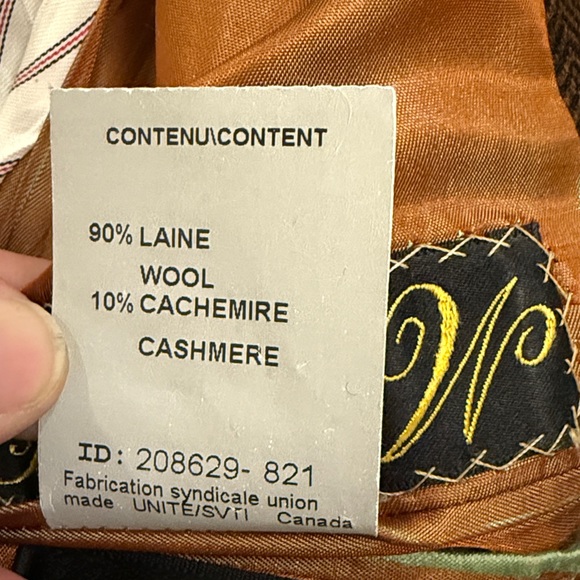 CONTENU\CONTENT
90% LAINE
WOOL
10% CACHEMIRE
CASHMERE
ID: 208629- 821
Fabrication syndicale union
made UNITE/SVTI Canada
W